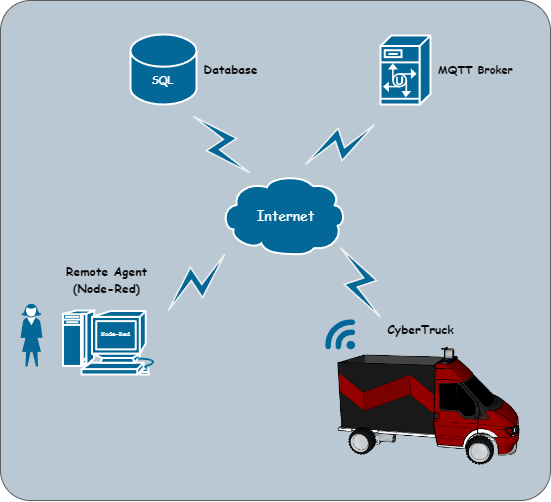 SQL
Database
MQTT Broker
U
Internet
Remote Agent
(Node-Red)
Node-Red
CyberTruck